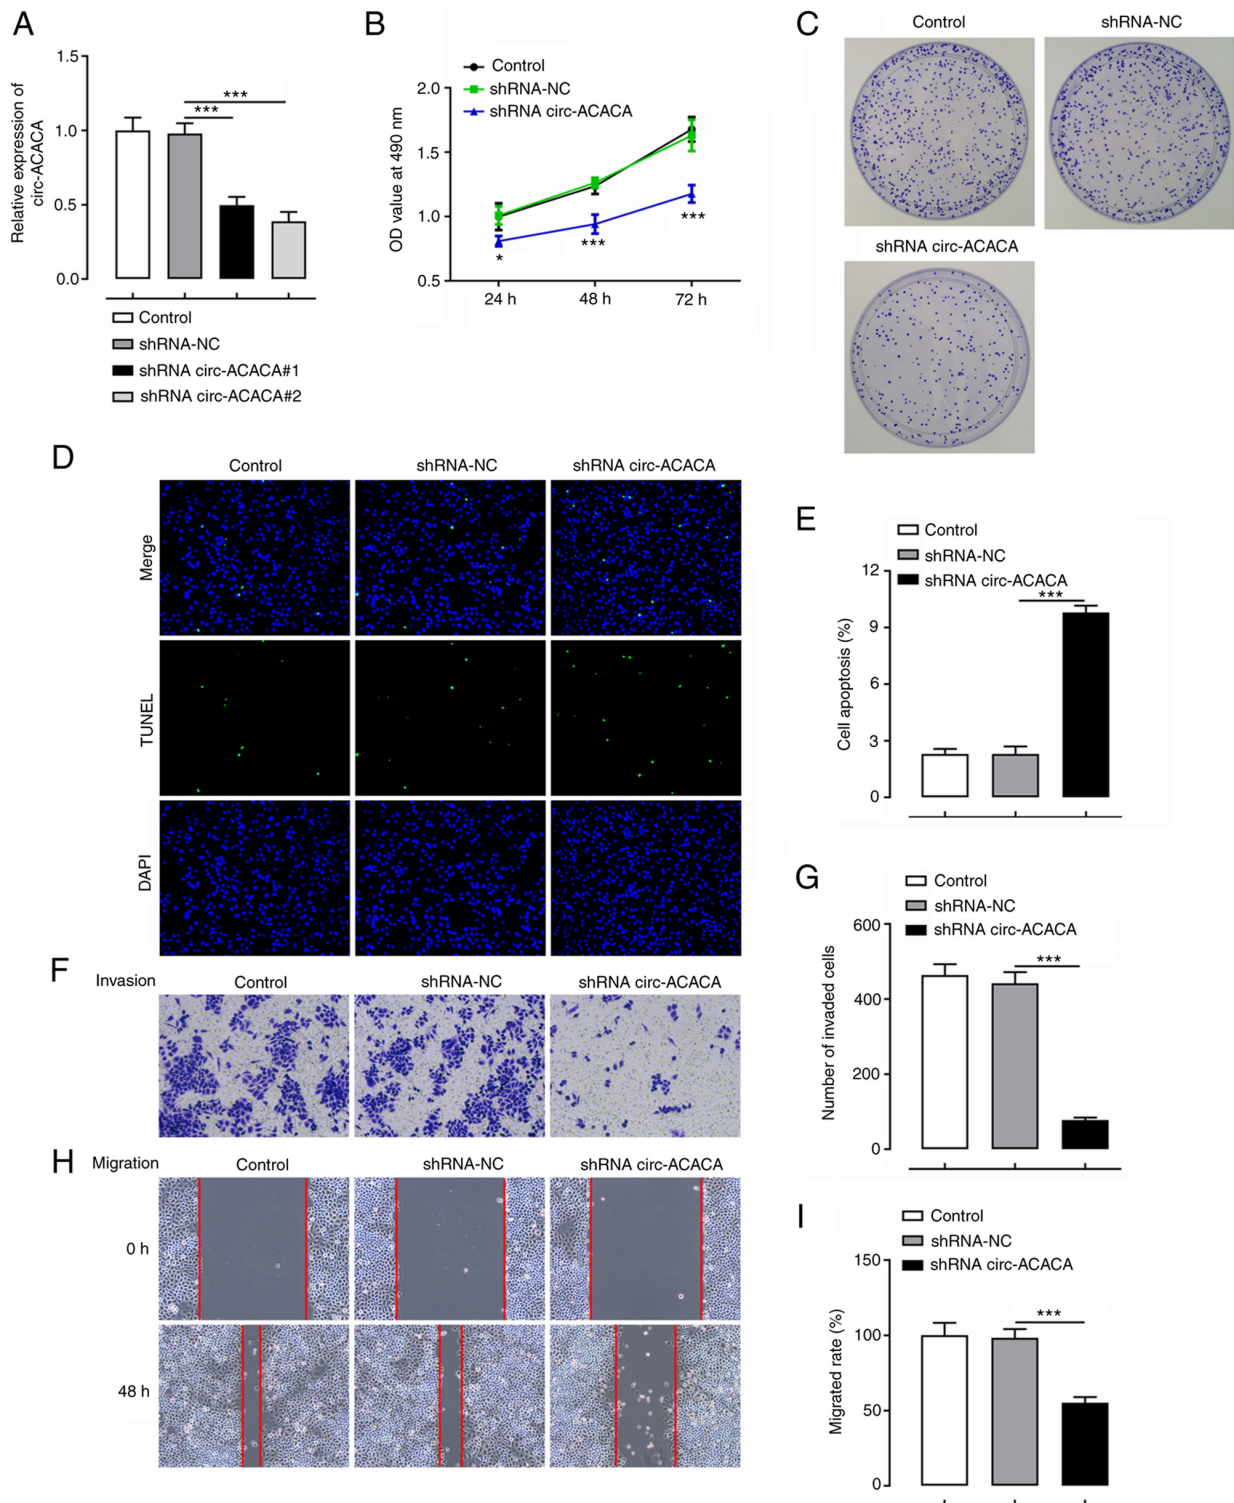 A
1.5
1.0
0.5
0.0
Relative expression of
circ-ACACA
***
***
Control
shRNA-NC
shRNA circ-ACACA#1
shRNA circ-ACACA#2
B
Control
shRNA-NC
shRNA circ-ACACA
2.0
1.5
1.0
0.5
OD value at 490 nm
*
***
***
24 h
48 h
72 h
C
Control
shRNA-NC
shRNA circ-ACACA
D
Control
shRNA-NC
shRNA circ-ACACA
Merge
TUNEL
DAPI
E
Control
shRNA-NC
shRNA circ-ACACA
***
12
9
6
3
0
Cell apoptosis (%)
F
Invasion
Control
shRNA-NC
shRNA circ-ACACA
G
Control
shRNA-NC
shRNA circ-ACACA
***
600
400
200
0
Number of invaded cells
H
Migration
Control
shRNA-NC
shRNA circ-ACACA
0 h
48 h
I
Control
shRNA-NC
shRNA circ-ACACA
***
150
100
50
0
Migrated rate (%)